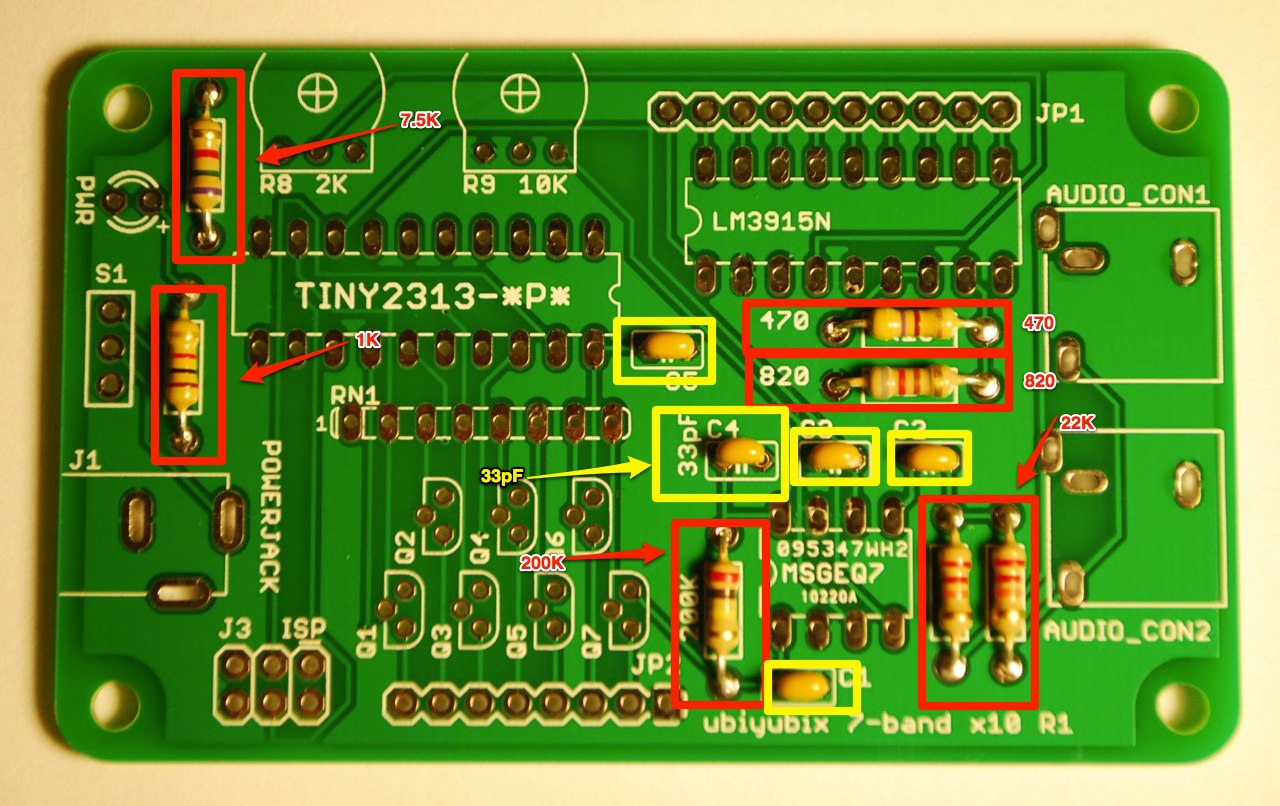 7.5K
JP1
R8 2K
R9 10K
PWR
+
AUDIO_CON1
LM3915N
S1
TINY2313-*P*
470
470
1K
820
820
C5
RN1
1
22K
33pF
C4
C3
C2
J1
POWERJACK
33pF
Q2
Q4
Q6
200K
095347WH2
MSGEQ7
10220A
200K
J3 ISP
Q1
Q3
Q5
Q7
AUDIO_CON2
JP2
C1
ubiyubix 7-band x10 R1